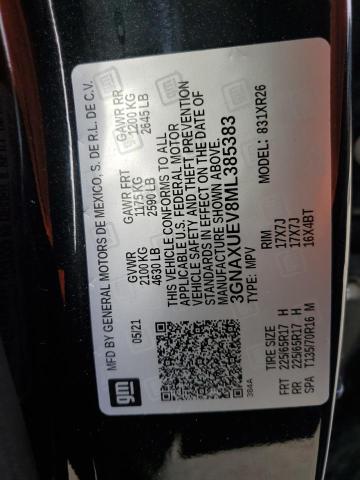 gm
MFD BY GENERAL MOTORS DE MEXICO, S. DE R.L. DE C.V.
05/21 GVWR GAWR FRT GAWR RR
2100 KG 1175 KG 1200 KG
4630 LB 2590 LB 2645 LB
THIS VEHICLE CONFORMS TO ALL
APPLICABLE U.S. FEDERAL MOTOR
VEHICLE SAFETY AND THEFT PREVENTION
STANDARDS IN EFFECT ON THE DATE OF
MANUFACTURE SHOWN ABOVE.
3GNAXUEV8ML385383
TYPE: MPV MODEL: 831XR26
TIRE SIZE RIM
FRT 225/65R17 H 17X7J
RR 225/65R17 H 17X7J
SPA T135/70R16 M 16X4BT
384A